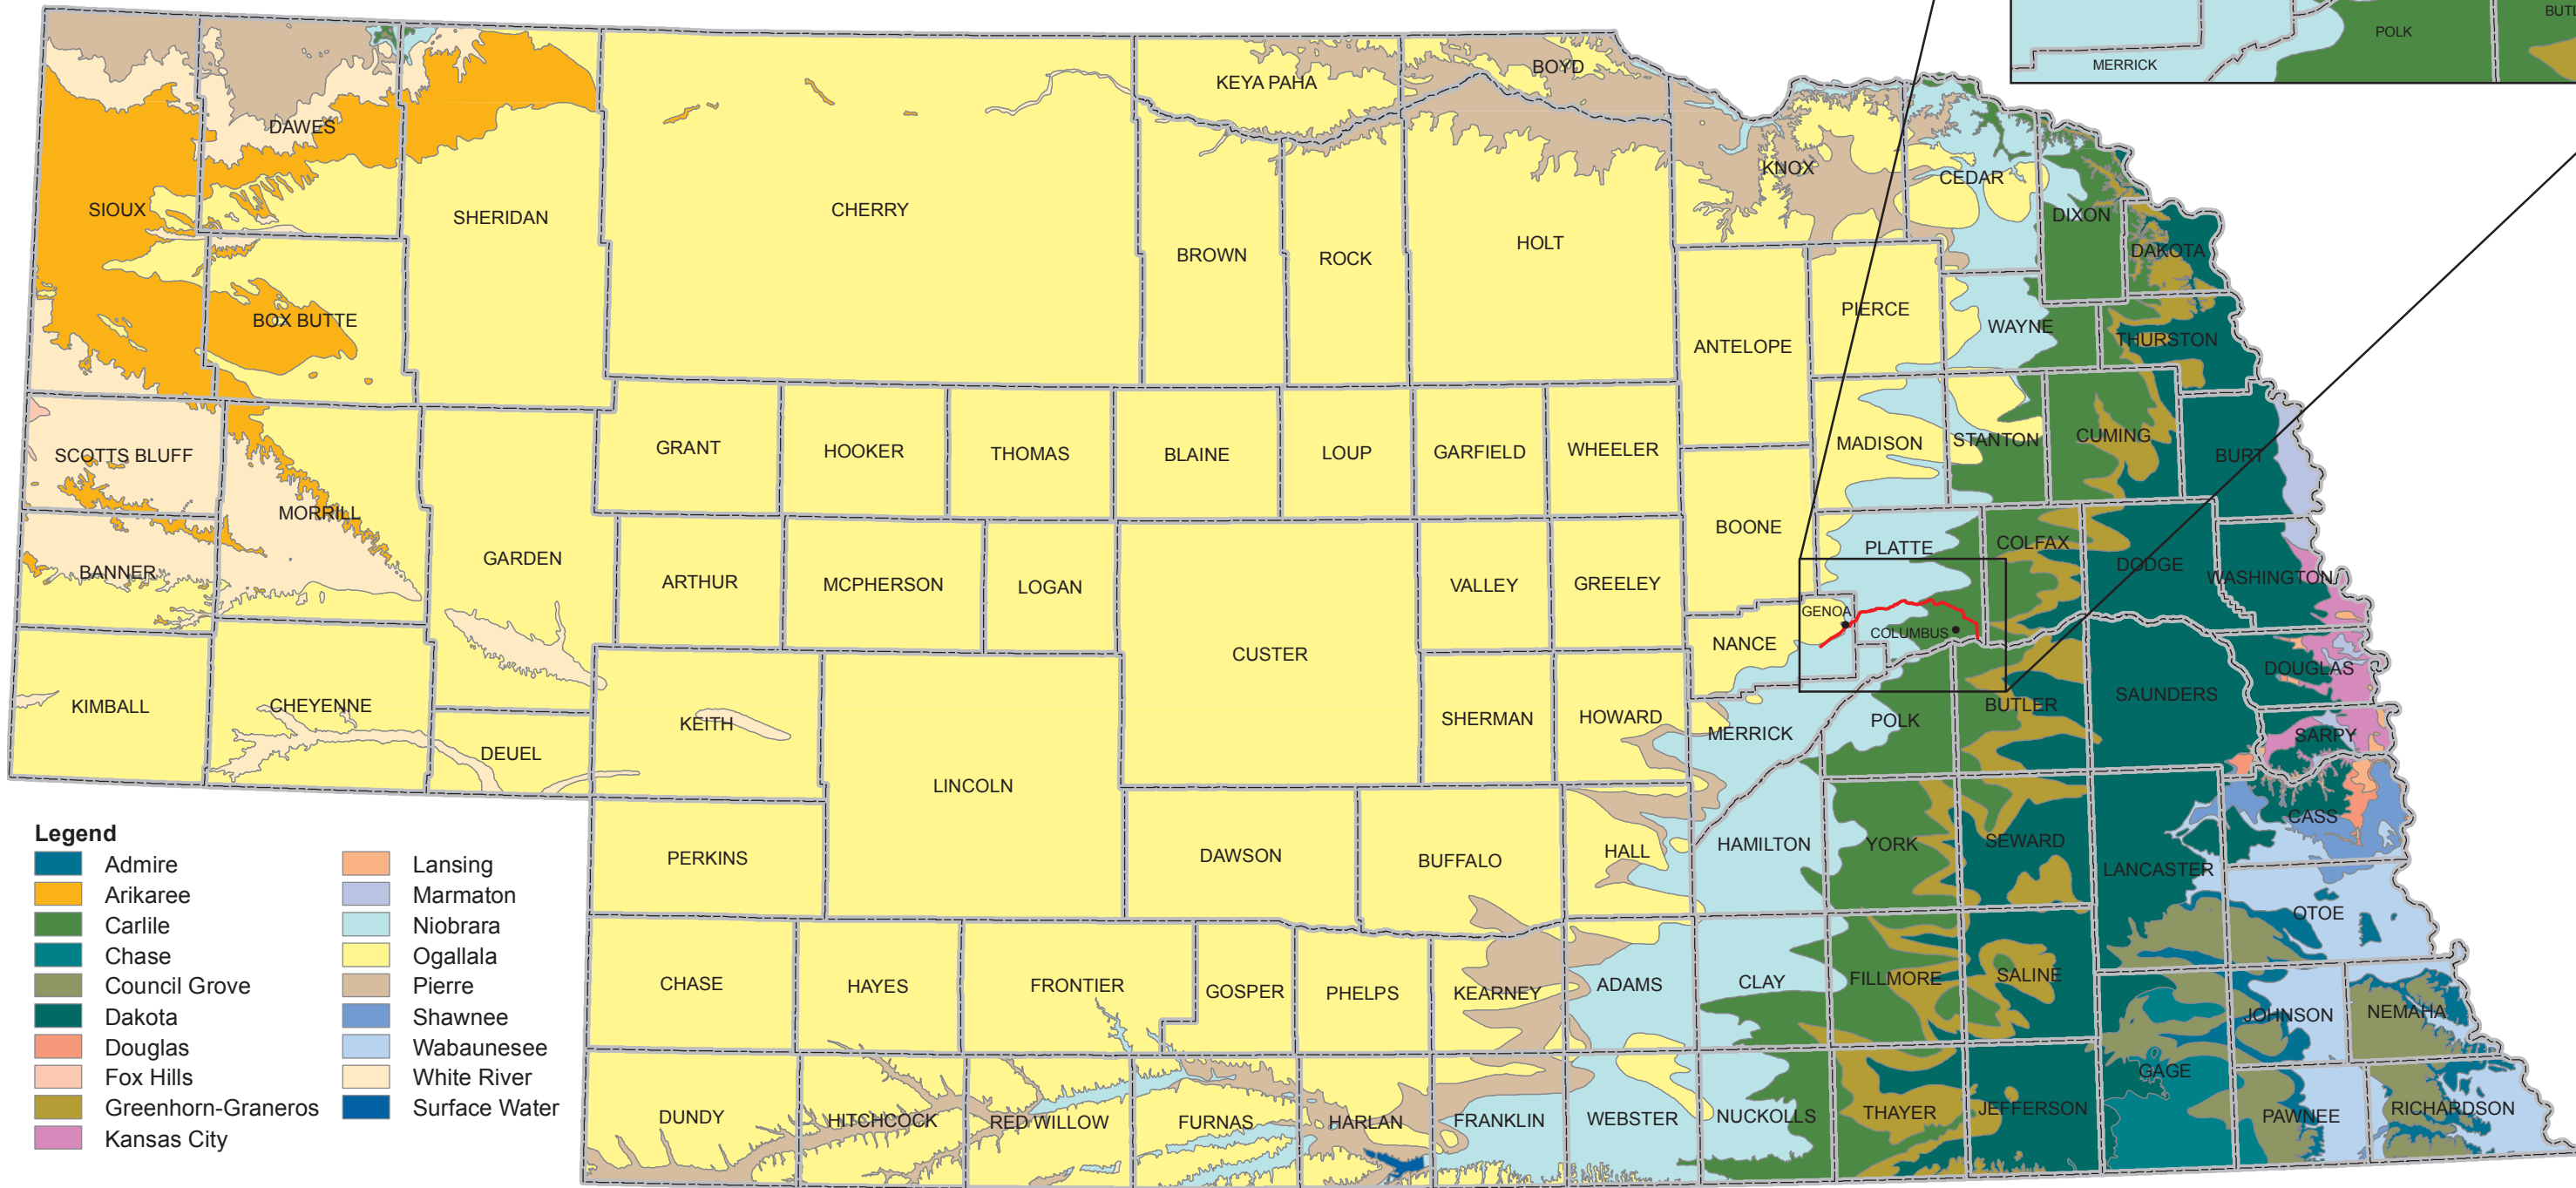 BUTL
POLK
MERRICK
KEYA PAHA
BOYD
DAWES
KNOX
CEDAR
SIOUX
SHERIDAN
CHERRY
DIXON
BROWN
ROCK
HOLT
DAKOTA
BOX BUTTE
PIERCE
WAYNE
THURSTON
ANTELOPE
SCOTTS BLUFF
GRANT
HOOKER
THOMAS
BLAINE
LOUP
GARFIELD
WHEELER
MADISON
STANTON
CUMING
BURT
MORRILL
BOONE
PLATTE
COLFAX
DODGE
WASHINGTON
BANNER
GARDEN
ARTHUR
MCPHERSON
LOGAN
VALLEY
GREELEY
GENOA
COLUMBUS
NANCE
CUSTER
DOUGLAS
KIMBALL
CHEYENNE
KEITH
SHERMAN
HOWARD
MERRICK
POLK
BUTLER
SAUNDERS
SARPY
DEUEL
LINCOLN
CASS
PERKINS
DAWSON
BUFFALO
HALL
HAMILTON
YORK
SEWARD
LANCASTER
OTOE
CHASE
HAYES
FRONTIER
GOSPER
PHELPS
KEARNEY
ADAMS
CLAY
FILLMORE
SALINE
JOHNSON
NEMAHA
GAGE
DUNDY
HITCHCOCK
RED WILLOW
FURNAS
HARLAN
FRANKLIN
WEBSTER
NUCKOLLS
THAYER
JEFFERSON
PAWNEE
RICHARDSON
Legend
Admire
Arikaree
Carlile
Chase
Council Grove
Dakota
Douglas
Fox Hills
Greenhorn-Graneros
Kansas City
Lansing
Marmaton
Niobrara
Ogallala
Pierre
Shawnee
Wabaunesee
White River
Surface Water